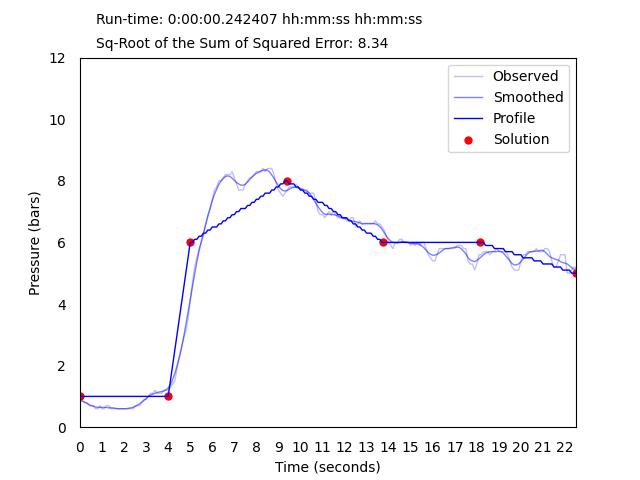 Run-time: 0:00:00.242407 hh:mm:ss hh:mm:ss
Sq-Root of the Sum of Squared Error: 8.34
Observed
Smoothed
Profile
Solution
12
10
8
6
4
2
0
Pressure (bars)
0 1 2 3 4 5 6 7 8 9 10 11 12 13 14 15 16 17 18 19 20 21 22
Time (seconds)